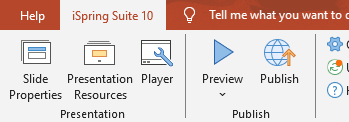 Help iSpring Suite 10 Tell me what you want to
Slide Properties
Presentation Resources
Player
Preview
Publish
Presentation
Publish